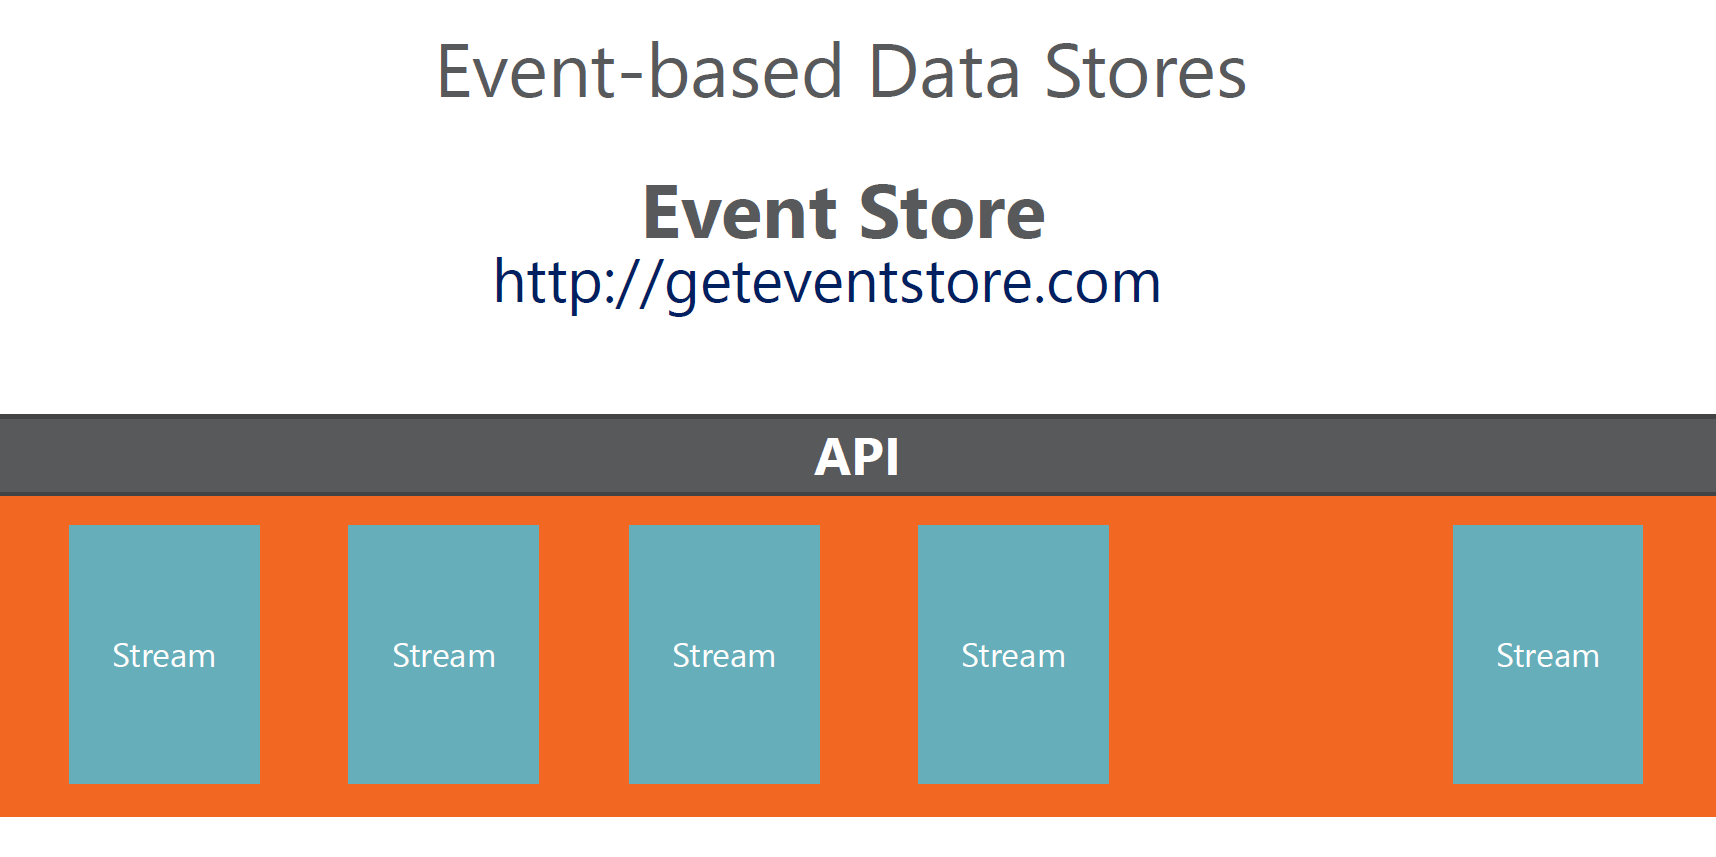 Event-based Data Stores
Event Store
http://geteventstore.com
API
Stream
Stream
Stream
Stream
Stream